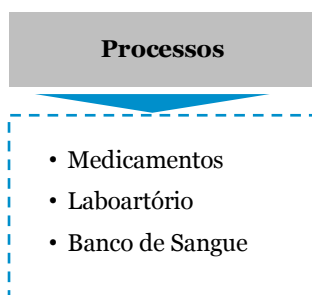 Processos
• Medicamentos
• Laboartório
• Banco de Sangue